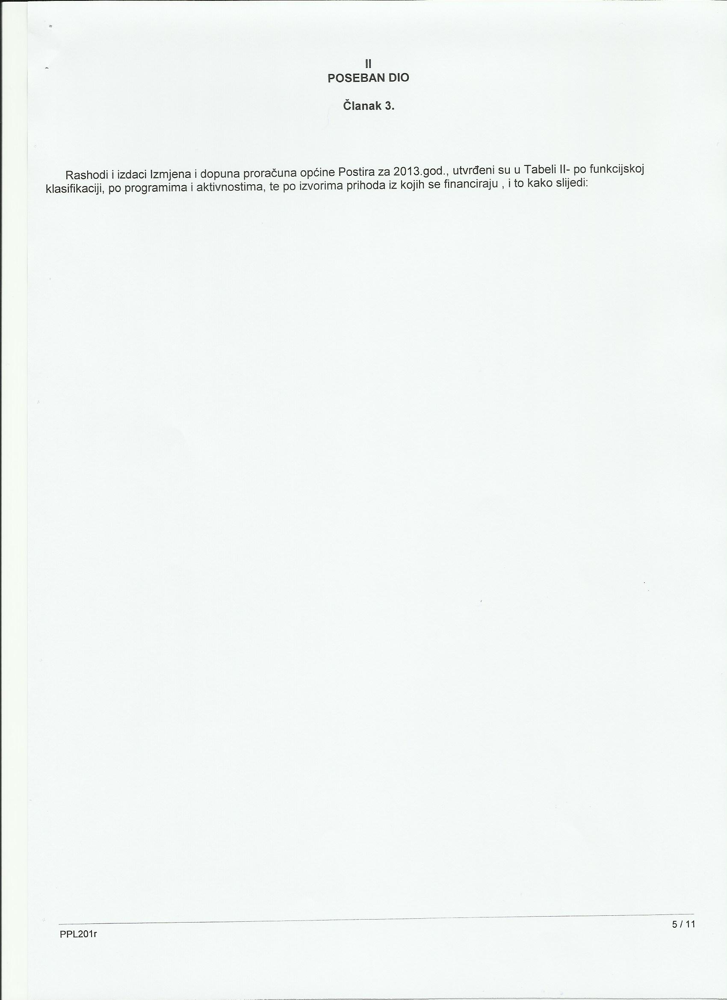 II
POSEBAN DIO
Članak 3.
Rashodi i izdaci Izmjena i dopuna proračuna općine Postira za 2013.god., utvrđeni su u Tabeli II- po funkcijskoj
klasifikaciji, po programima i aktivnostima, te po izvorima prihoda iz kojih se financiraju , i to kako slijedi:
PPL201r
5 / 11